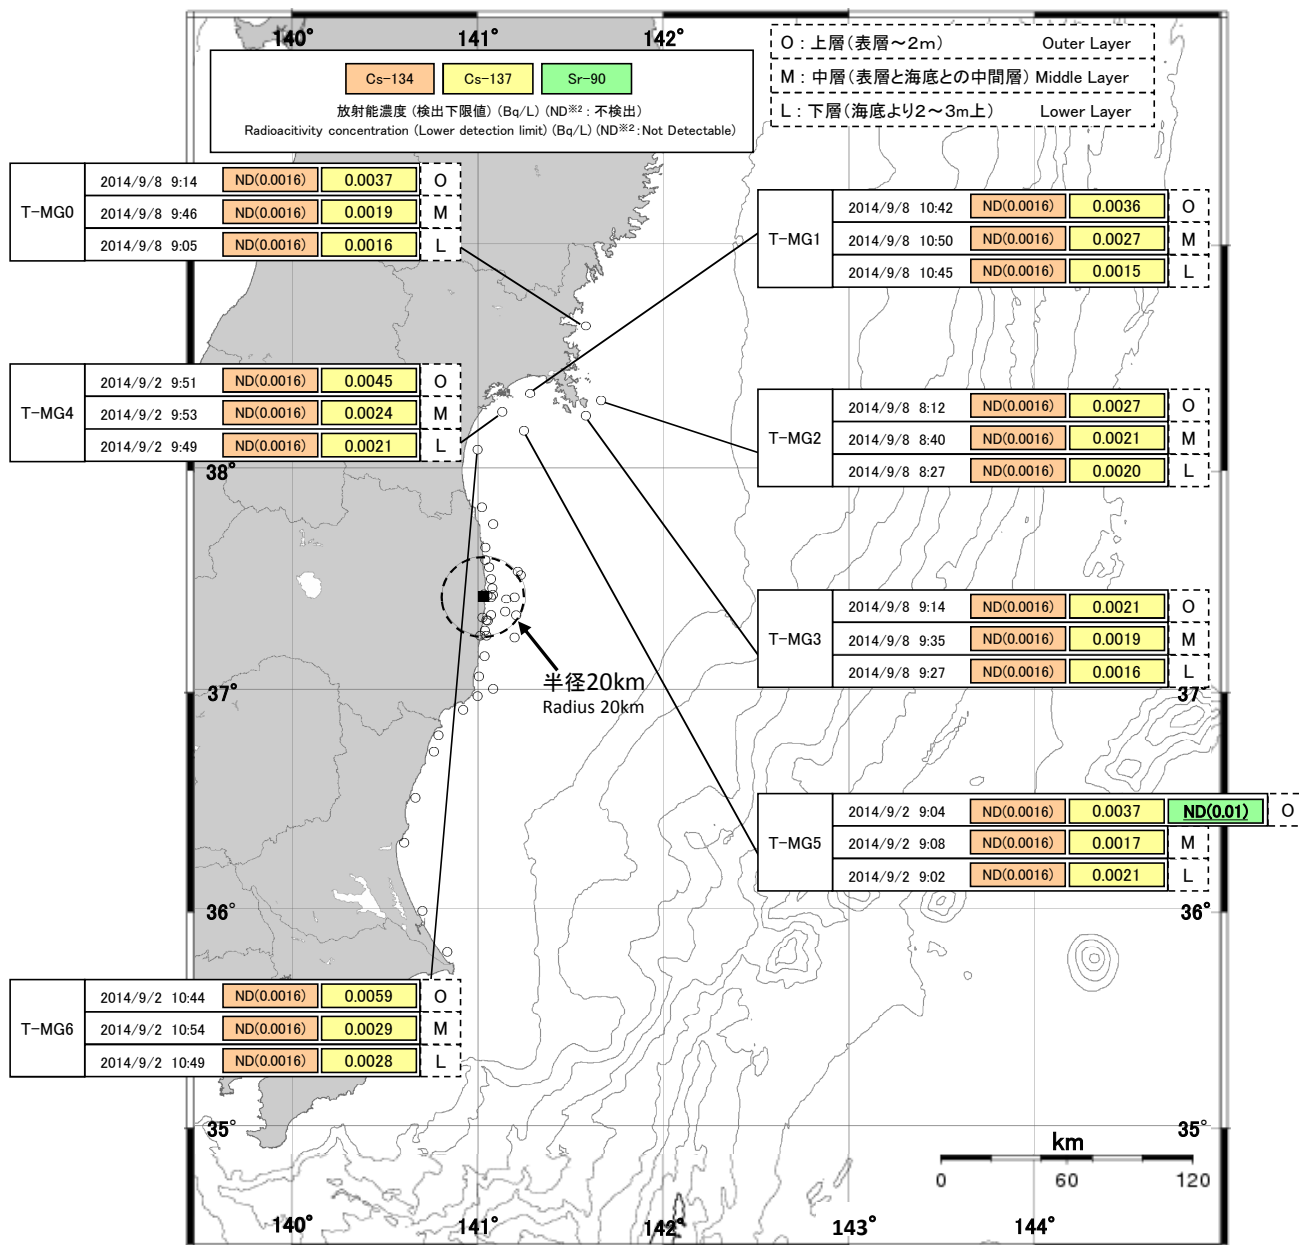 140° 141° 142°
Cs-134 Cs-137 Sr-90
放射能濃度 (検出下限値) (Bq/L) (ND※2 : 不検出)
Radioacitivity concentration (Lower detection limit) (Bq/L) (ND※2 : Not Detectable)
O : 上層(表層～2m) Outer Layer
M : 中層(表層と海底との中間層) Middle Layer
L : 下層(海底より2～3m上) Lower Layer
T-MG0
2014/9/8 9:14 ND(0.0016) 0.0037 O
2014/9/8 9:46 ND(0.0016) 0.0019 M
2014/9/8 9:05 ND(0.0016) 0.0016 L
T-MG1
2014/9/8 10:42 ND(0.0016) 0.0036 O
2014/9/8 10:50 ND(0.0016) 0.0027 M
2014/9/8 10:45 ND(0.0016) 0.0015 L
T-MG4
2014/9/2 9:51 ND(0.0016) 0.0045 O
2014/9/2 9:53 ND(0.0016) 0.0024 M
2014/9/2 9:49 ND(0.0016) 0.0021 L
T-MG2
2014/9/8 8:12 ND(0.0016) 0.0027 O
2014/9/8 8:40 ND(0.0016) 0.0021 M
2014/9/8 8:27 ND(0.0016) 0.0020 L
38°
T-MG3
2014/9/8 9:14 ND(0.0016) 0.0021 O
2014/9/8 9:35 ND(0.0016) 0.0019 M
2014/9/8 9:27 ND(0.0016) 0.0016 L
半径20km
Radius 20km
37° 37°
T-MG5
2014/9/2 9:04 ND(0.0016) 0.0037 ND(0.01) O
2014/9/2 9:08 ND(0.0016) 0.0017 M
2014/9/2 9:02 ND(0.0016) 0.0021 L
36° 36°
T-MG6
2014/9/2 10:44 ND(0.0016) 0.0059 O
2014/9/2 10:54 ND(0.0016) 0.0029 M
2014/9/2 10:49 ND(0.0016) 0.0028 L
35° 35°
km
0 60 120
140° 141° 142° 143° 144°